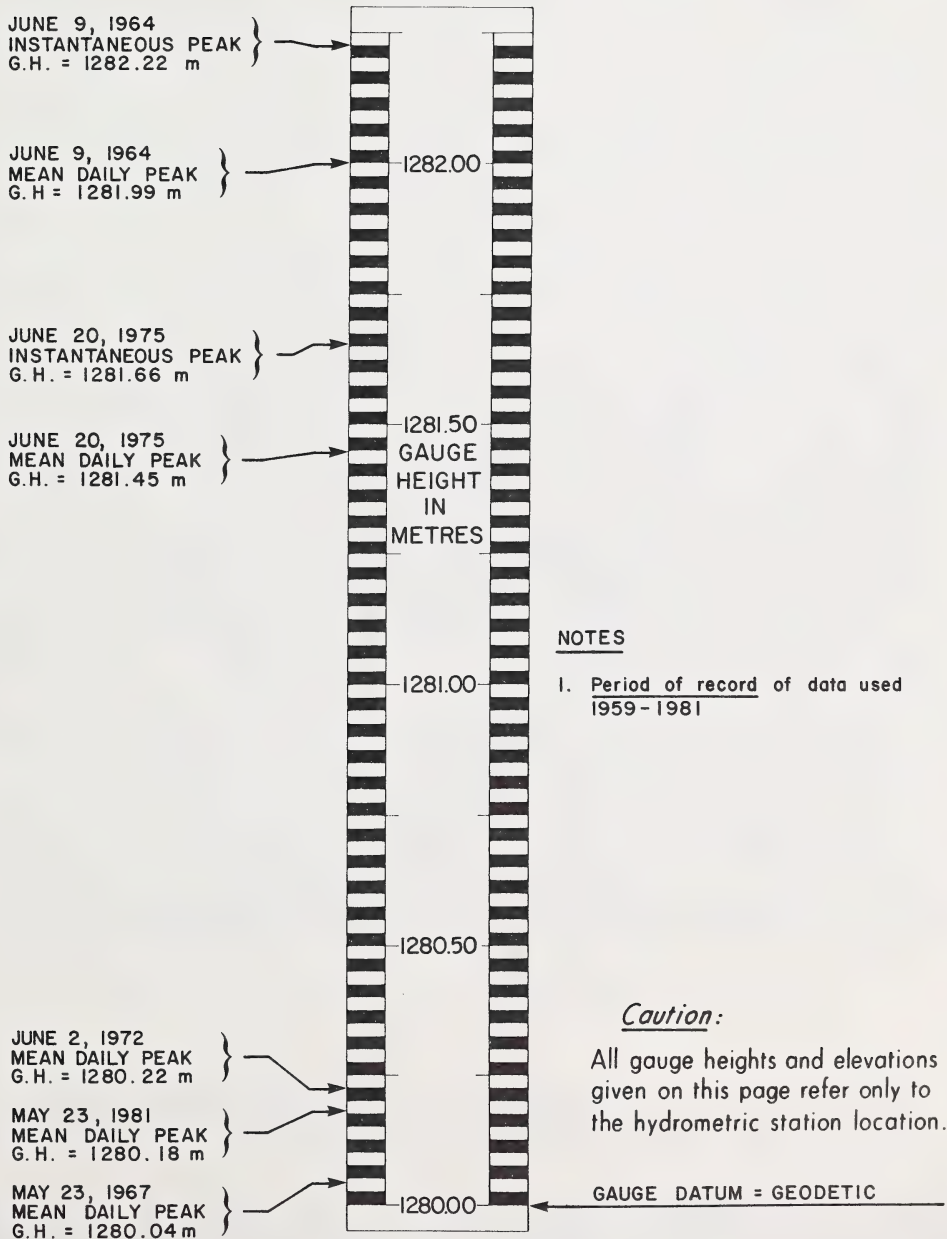 JUNE 9, 1964
INSTANTANEOUS PEAK
G.H. = 1282.22 m
JUNE 9, 1964
MEAN DAILY PEAK
G.H = 1281.99 m
1282.00
JUNE 20, 1975
INSTANTANEOUS PEAK
G.H. = 1281.66 m
JUNE 20, 1975
MEAN DAILY PEAK
G.H. = 1281.45 m
1281.50
GAUGE
HEIGHT
IN
METRES
1281.00
NOTES
1. Period of record of data used
1959-1981
1280.50
JUNE 2, 1972
MEAN DAILY PEAK
G.H. = 1280.22 m
MAY 23, 1981
MEAN DAILY PEAK
G.H. = 1280.18 m
MAY 23, 1967
MEAN DAILY PEAK
G.H. = 1280.04 m
1280.00
Caution:
All gauge heights and elevations
given on this page refer only to
the hydrometric station location.
GAUGE DATUM = GEODETIC